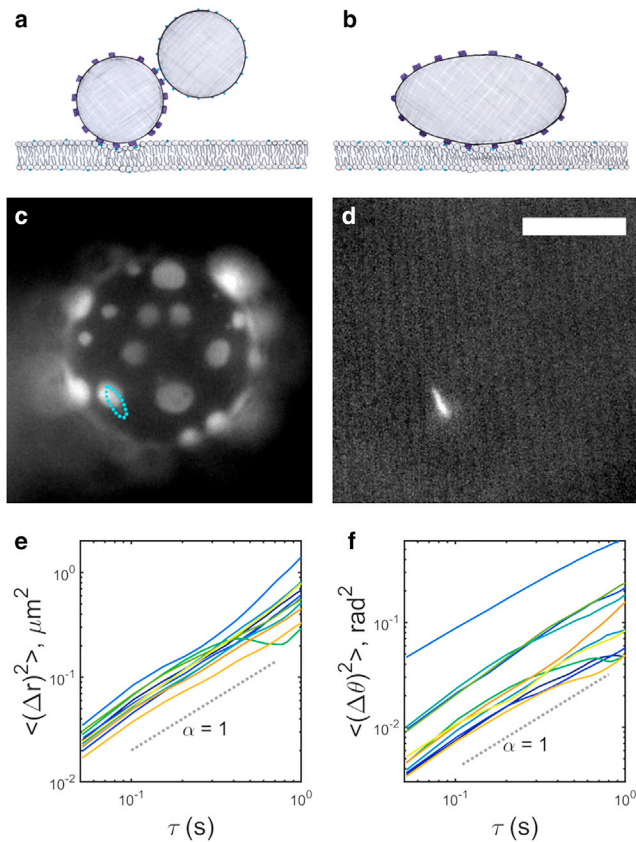 a
b
c
d
e
f
<(Δr)²>, μm²
10⁰
10⁻¹
10⁻²
α = 1
10⁻¹
10⁰
τ (s)
<(Δθ)²>, rad²
10⁻¹
10⁻²
α = 1
10⁻¹
10⁰
τ (s)